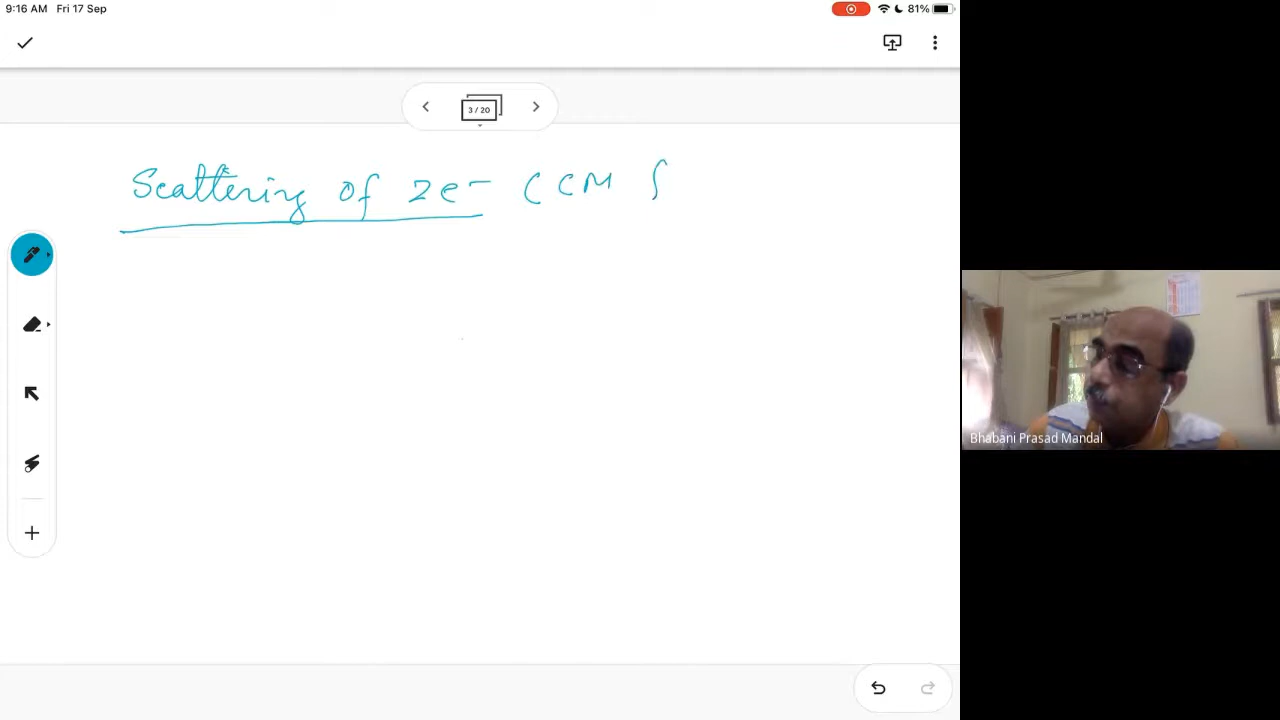 9:16 AM Fri 17 Sep
81%
3 / 20
Scattering of 2e- ( CM f
Bhabani Prasad Mandal